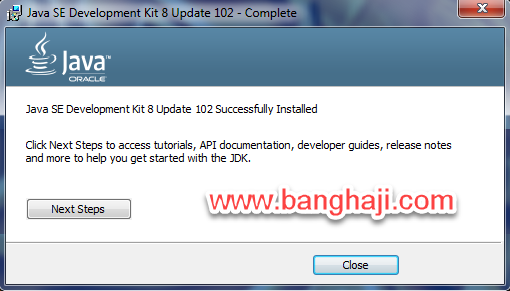 Java SE Development Kit 8 Update 102 - Complete
Java™
ORACLE
Java SE Development Kit 8 Update 102 Successfully Installed
Click Next Steps to access tutorials, API documentation, developer guides, release notes
and more to help you get started with the JDK.
Next Steps
www.banghaji.com
Close